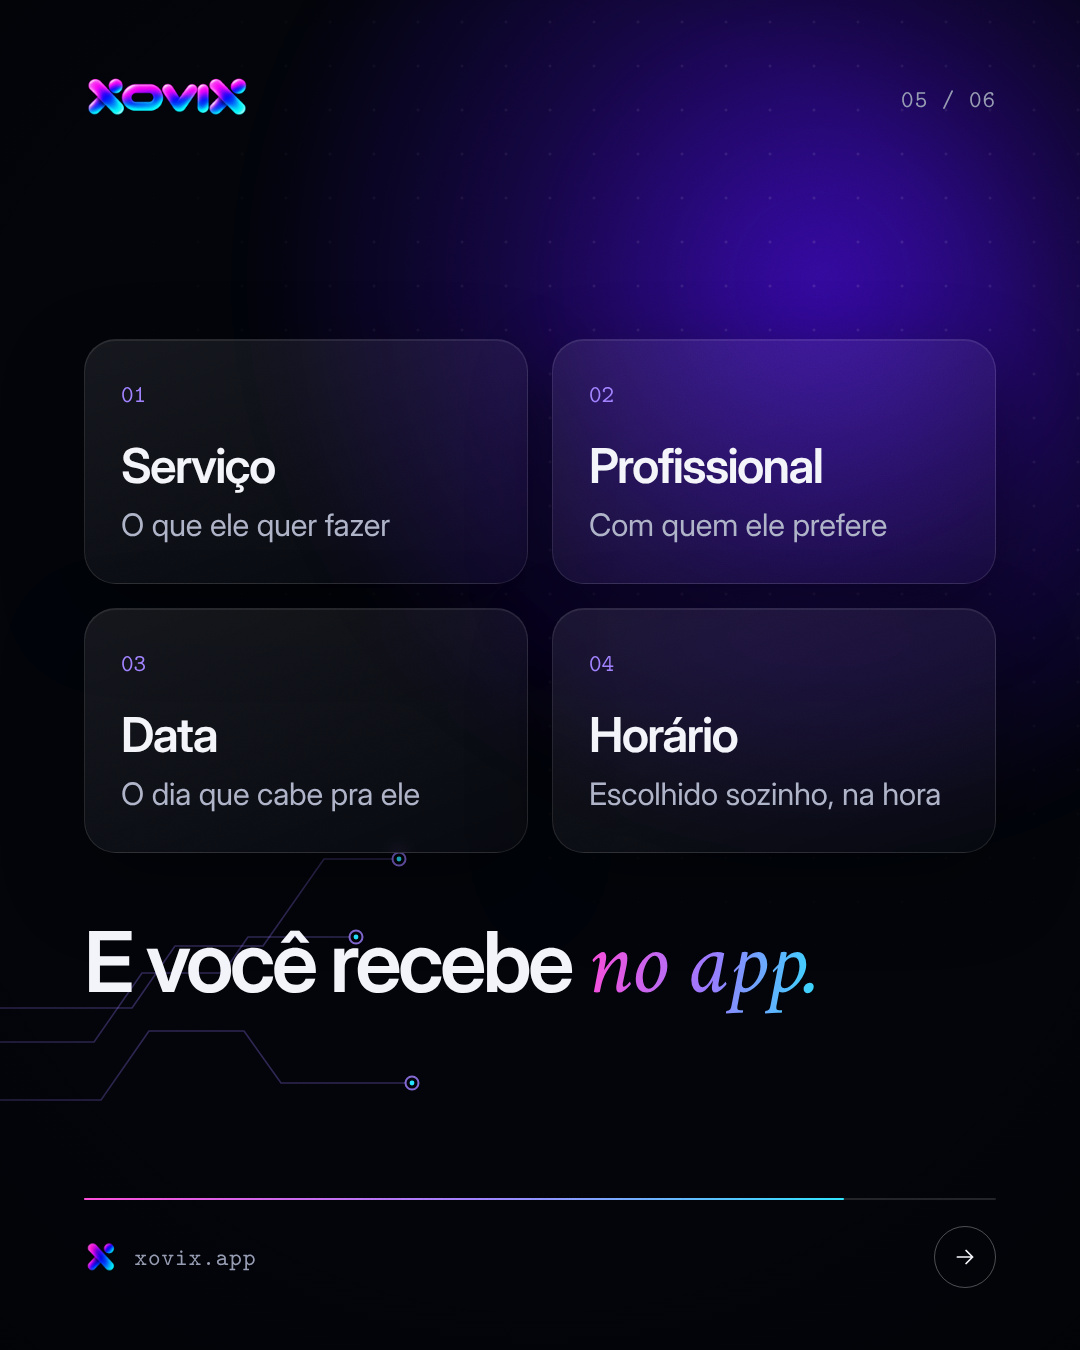 XOVIX
05 / 06
01
Serviço
O que ele quer fazer
02
Profissional
Com quem ele prefere
03
Data
O dia que cabe pra ele
04
Horário
Escolhido sozinho, na hora
E você recebe no app.
xovix.app